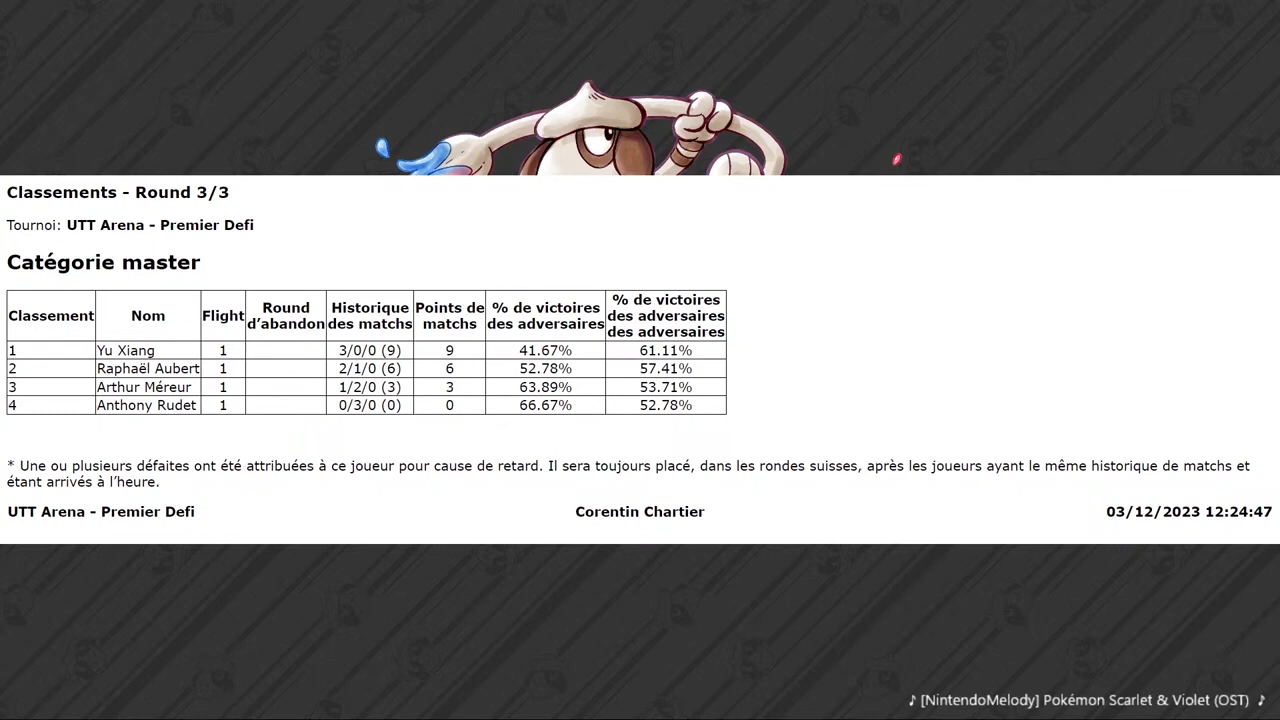 Classements - Round 3/3
Tournoi: UTT Arena - Premier Defi
Catégorie master
Classement Nom Flight Round d’abandon Historique des matchs Points de matchs % de victoires des adversaires % de victoires des adversaires des adversaires
1 Yu Xiang 1 3/0/0 (9) 9 41.67% 61.11%
2 Raphaël Aubert 1 2/1/0 (6) 6 52.78% 57.41%
3 Arthur Méreur 1 1/2/0 (3) 3 63.89% 53.71%
4 Anthony Rudet 1 0/3/0 (0) 0 66.67% 52.78%
* Une ou plusieurs défaites ont été attribuées à ce joueur pour cause de retard. Il sera toujours placé, dans les rondes suisses, après les joueurs ayant le même historique de matchs et
étant arrivés à l’heure.
UTT Arena - Premier Defi Corentin Chartier 03/12/2023 12:24:47
♪ [NintendoMelody] Pokémon Scarlet & Violet (OST) ♪